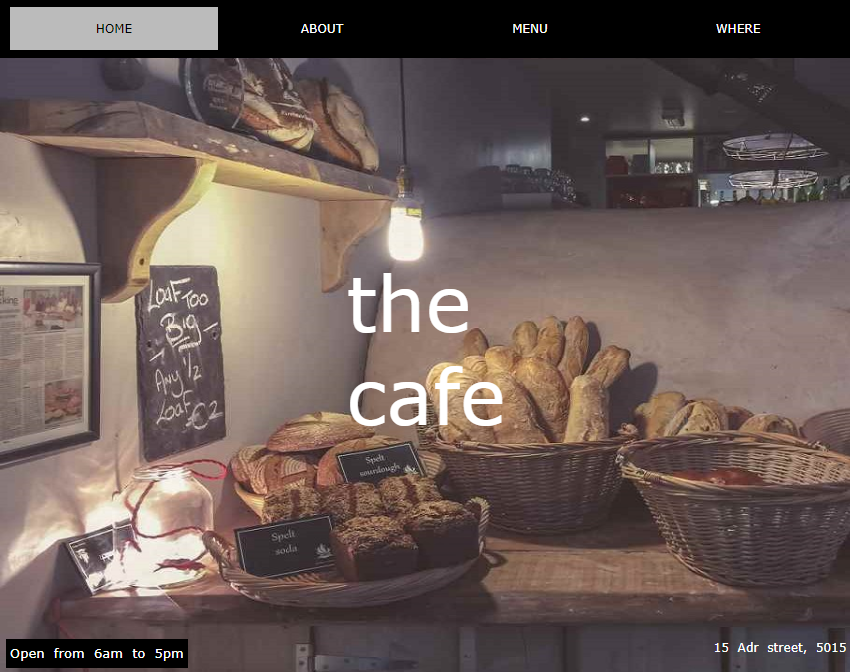 HOME
ABOUT
MENU
WHERE
LOAF TOO
BIG
ANY 1/2
LOAF €2
the
cafe
Spelt
sourdough
Spelt
soda
Open from 6am to 5pm
15 Adr street, 5015